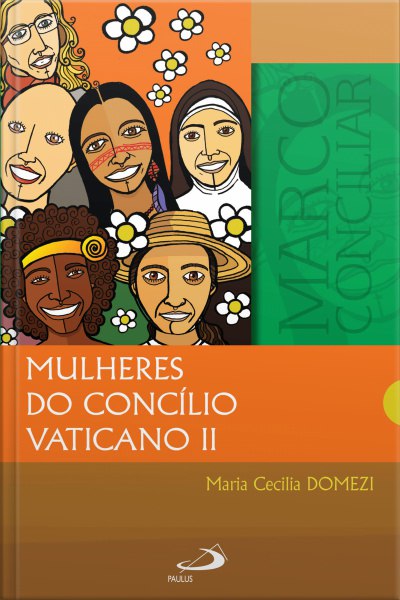 MARCO
CONCILIAR
MULHERES
DO CONCÍLIO
VATICANO II
Maria Cecilia DOMEZI
PAULUS